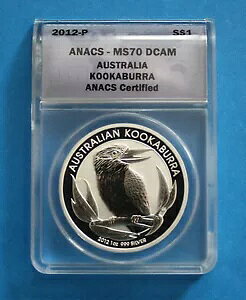 2012-P S$1
ANACS - MS70 DCAM
AUSTRALIA
KOOKABURRA
ANACS Certified
AUSTRALIAN KOOKABURRA
2012 1oz 999 SILVER